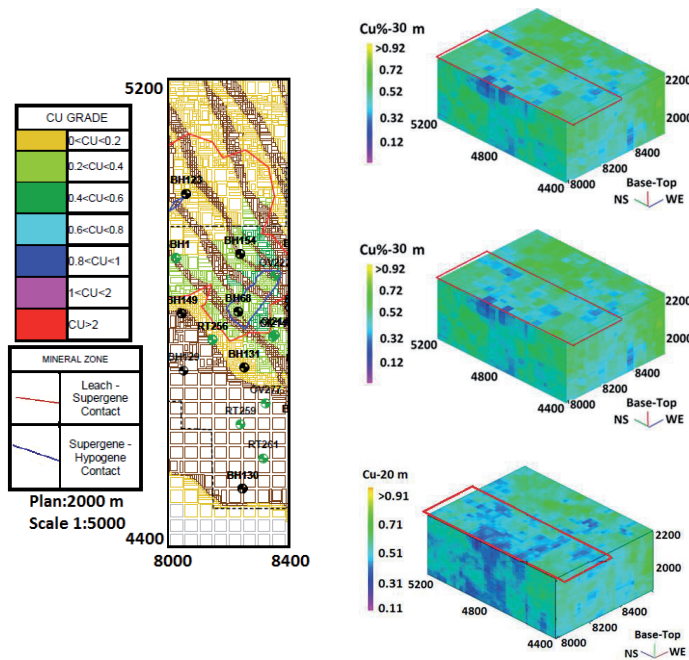 CU GRADE
0<CU<0.2
0.2<CU<0.4
0.4<CU<0.6
0.6<CU<0.8
0.8<CU<1
1<CU<2
CU>2
MINERAL ZONE
Leach -
Supergene
Contact
Supergene -
Hypogene
Contact
Plan:2000 m
Scale 1:5000
5200
BH123
BH1
BH154
BH149
BH68
RT256
BH131
RT259
RT261
BH130
4400
8000
8400
Cu%-30 m
>0.92
0.72
0.52
0.32
0.12
5200
4800
4400
8000
8200
8400
2200
2000
Base-Top
NS
WE
Cu%-30 m
>0.92
0.72
0.52
0.32
0.12
5200
4800
4400
8000
8200
8400
2200
2000
Base-Top
NS
WE
Cu-20 m
>0.91
0.71
0.51
0.31
0.11
5200
4800
4400
8000
8200
8400
2200
2000
Base-Top
NS
WE